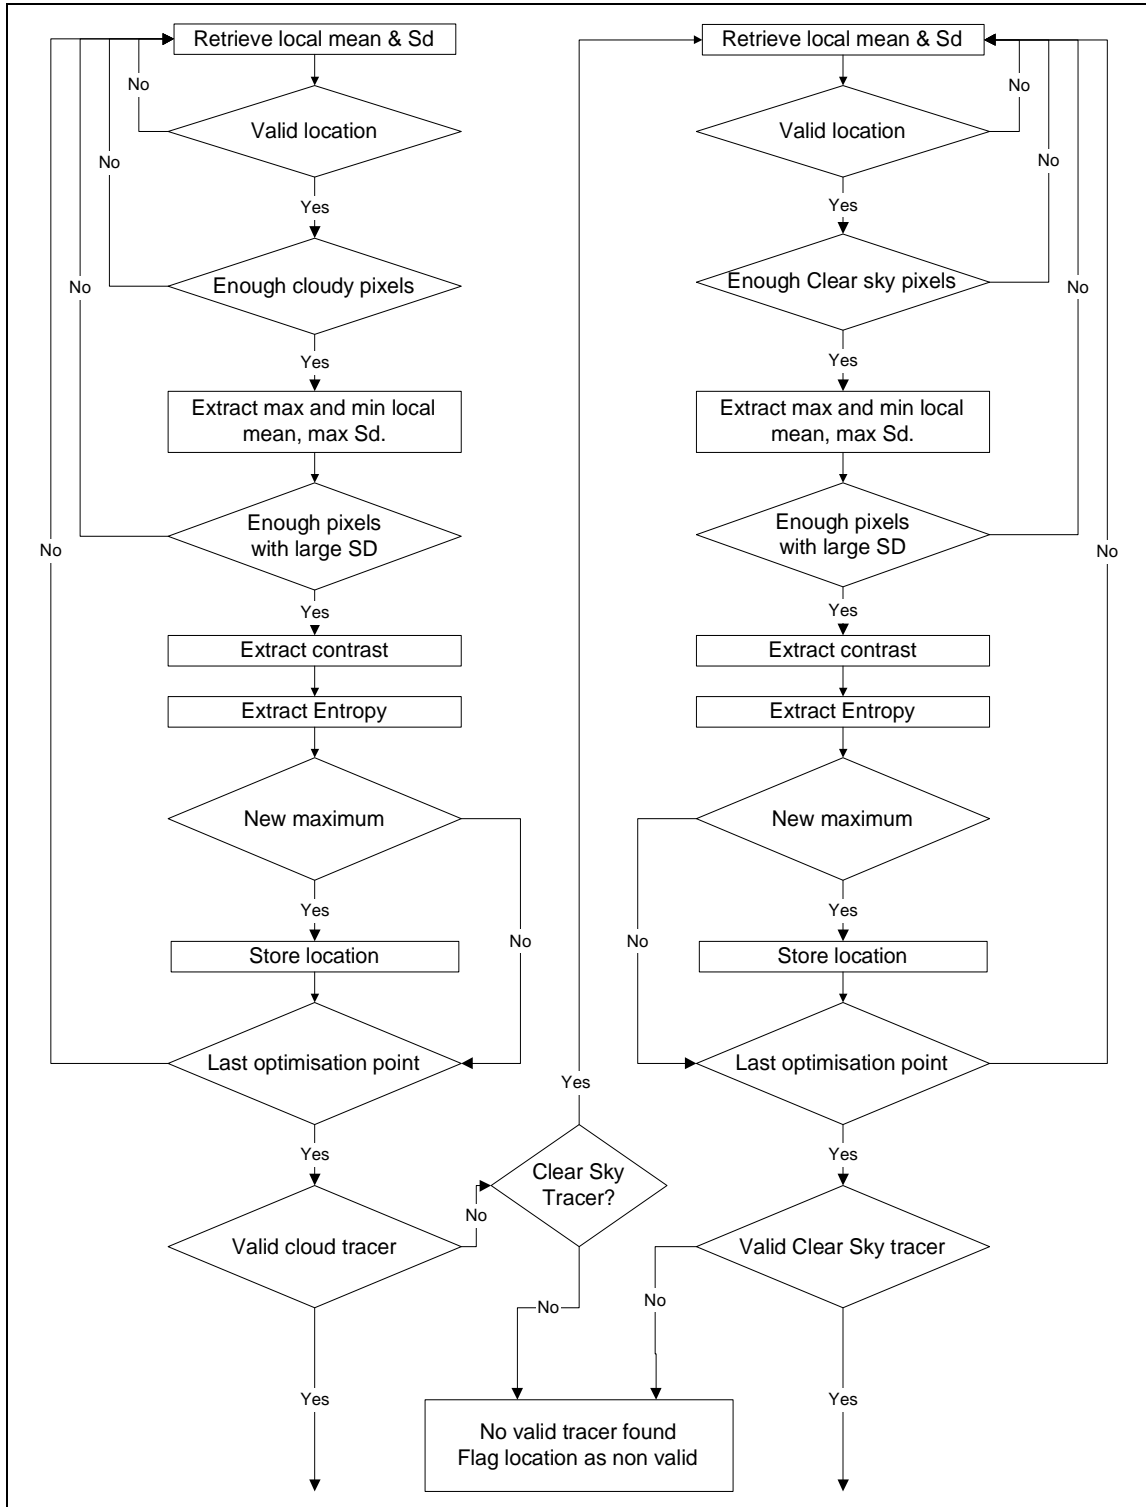 Retrieve local mean & Sd
No
Valid location
No
Yes
Enough cloudy pixels
No
Yes
Extract max and min local
mean, max Sd.
Enough pixels
with large SD
No
Yes
Extract contrast
Extract Entropy
New maximum
Yes
No
Store location
Last optimisation point
Yes
Valid cloud tracer
No
Yes
Yes
Clear Sky
Tracer?
No
No valid tracer found
Flag location as non valid
Retrieve local mean & Sd
No
Valid location
No
Yes
Enough Clear sky pixels
No
Yes
Extract max and min local
mean, max Sd.
Enough pixels
with large SD
No
Yes
Extract contrast
Extract Entropy
New maximum
Yes
No
Store location
Last optimisation point
Yes
Valid Clear Sky tracer
No
Yes